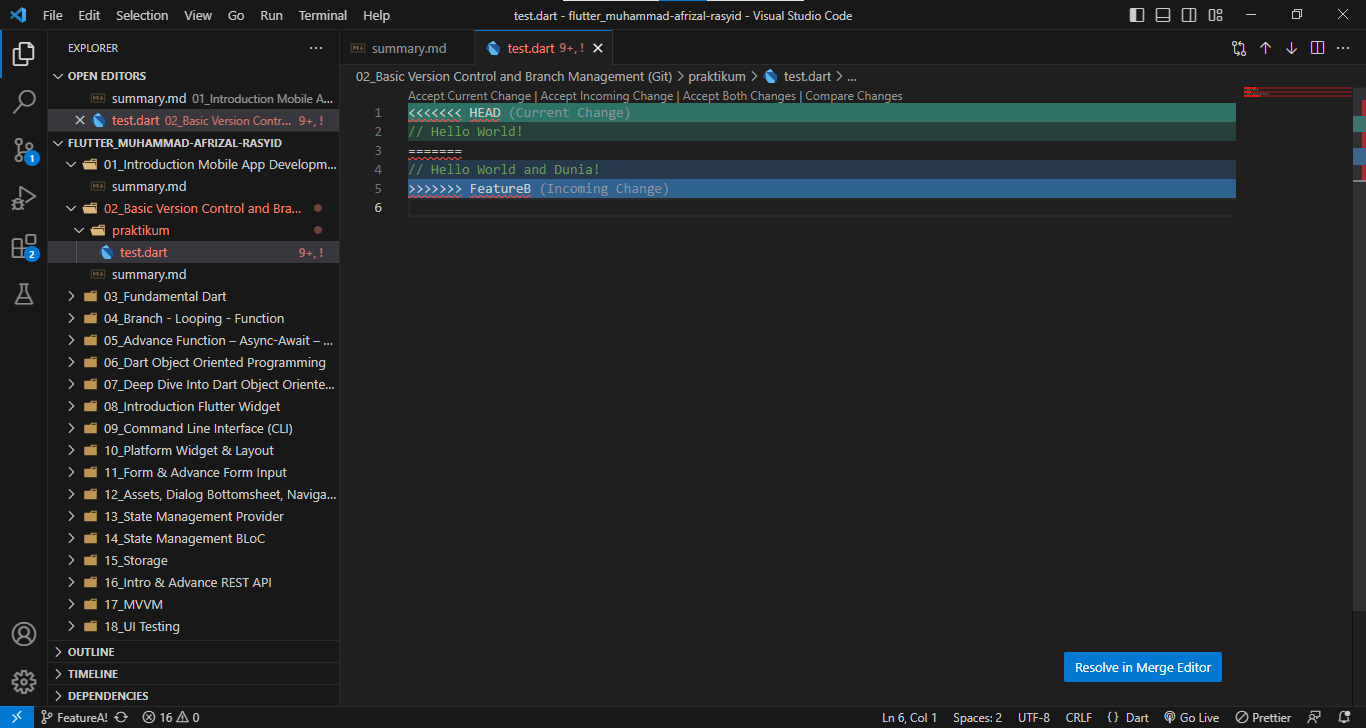 File Edit Selection View Go Run Terminal Help test.dart - flutter_muhammad-afrizal-rasyid - Visual Studio Code
EXPLORER
OPEN EDITORS
summary.md 01_Introduction Mobile A...
test.dart 02_Basic Version Contr... 9+, !
FLUTTER_MUHAMMAD-AFRIZAL-RASYID
01_Introduction Mobile App Developm...
summary.md
02_Basic Version Control and Bra...
praktikum
test.dart 9+, !
summary.md
03_Fundamental Dart
04_Branch - Looping - Function
05_Advance Function – Async-Await – ...
06_Dart Object Oriented Programming
07_Deep Dive Into Dart Object Oriente...
08_Introduction Flutter Widget
09_Command Line Interface (CLI)
10_Platform Widget & Layout
11_Form & Advance Form Input
12_Assets, Dialog Bottomsheet, Naviga...
13_State Management Provider
14_State Management BLoC
15_Storage
16_Intro & Advance REST API
17_MVVM
18_UI Testing
OUTLINE
TIMELINE
DEPENDENCIES
1
2
summary.md test.dart 9+, !
02_Basic Version Control and Branch Management (Git) > praktikum > test.dart > ...
Accept Current Change | Accept Incoming Change | Accept Both Changes | Compare Changes
1 <<<<<<< HEAD (Current Change)
2 // Hello World!
3 =======
4 // Hello World and Dunia!
5 >>>>>>> FeatureB (Incoming Change)
6
Resolve in Merge Editor
FeatureA! 16 0 Ln 6, Col 1 Spaces: 2 UTF-8 CRLF {} Dart Go Live Prettier